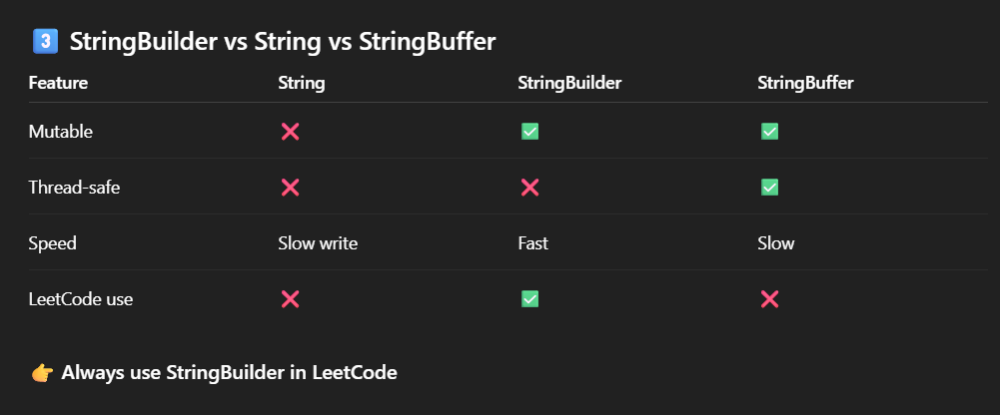 3️⃣ StringBuilder vs String vs StringBuffer
Feature String StringBuilder StringBuffer
Mutable ❌ ✅ ✅
Thread-safe ❌ ❌ ✅
Speed Slow write Fast Slow
LeetCode use ❌ ✅ ❌
👉 Always use StringBuilder in LeetCode